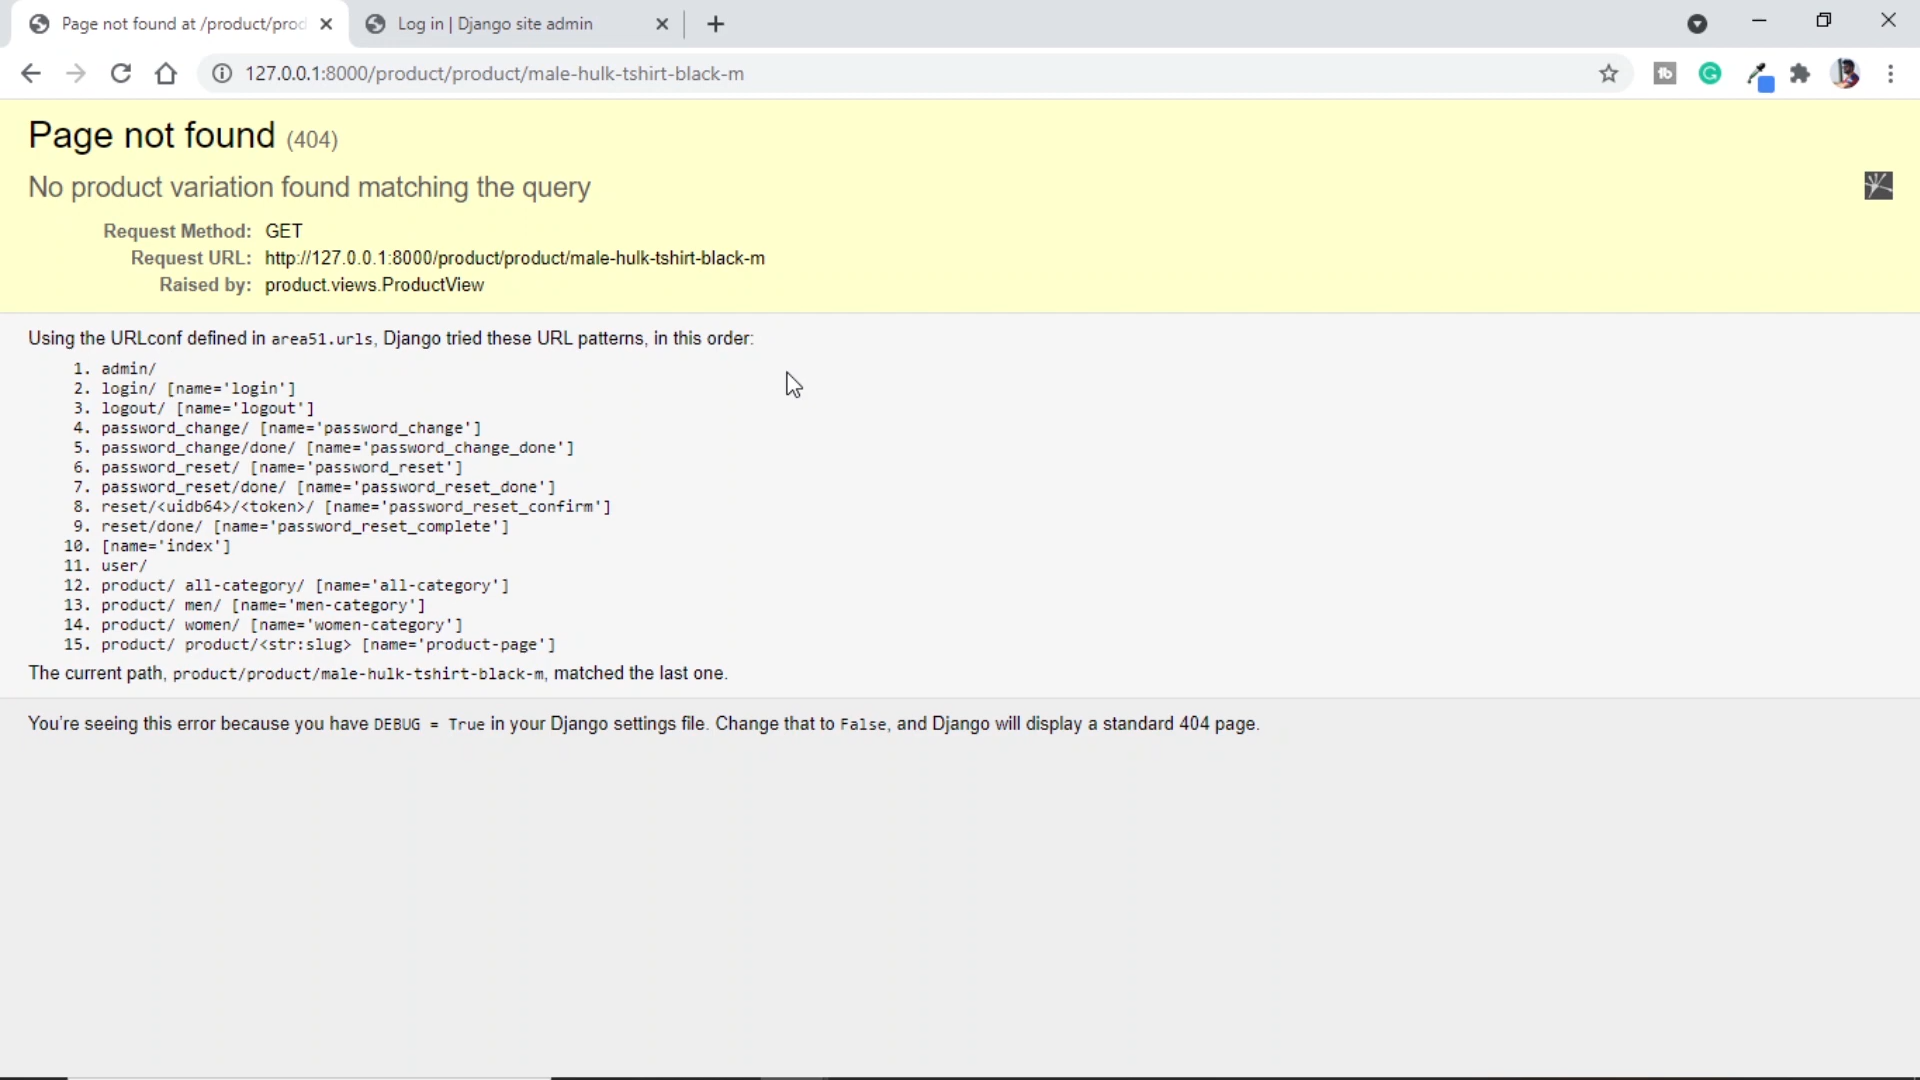 Page not found at /product/prod
Log in | Django site admin
127.0.0.1:8000/product/product/male-hulk-tshirt-black-m
Page not found (404)
No product variation found matching the query
Request Method: GET
Request URL: http://127.0.0.1:8000/product/product/male-hulk-tshirt-black-m
Raised by: product.views.ProductView
Using the URLconf defined in area51.urls, Django tried these URL patterns, in this order:
1. admin/
2. login/ [name='login']
3. logout/ [name='logout']
4. password_change/ [name='password_change']
5. password_change/done/ [name='password_change_done']
6. password_reset/ [name='password_reset']
7. password_reset/done/ [name='password_reset_done']
8. reset/<uidb64>/<token>/ [name='password_reset_confirm']
9. reset/done/ [name='password_reset_complete']
10. [name='index']
11. user/
12. product/ all-category/ [name='all-category']
13. product/ men/ [name='men-category']
14. product/ women/ [name='women-category']
15. product/ product/<str:slug> [name='product-page']
The current path, product/product/male-hulk-tshirt-black-m, matched the last one.
You're seeing this error because you have DEBUG = True in your Django settings file. Change that to False, and Django will display a standard 404 page.